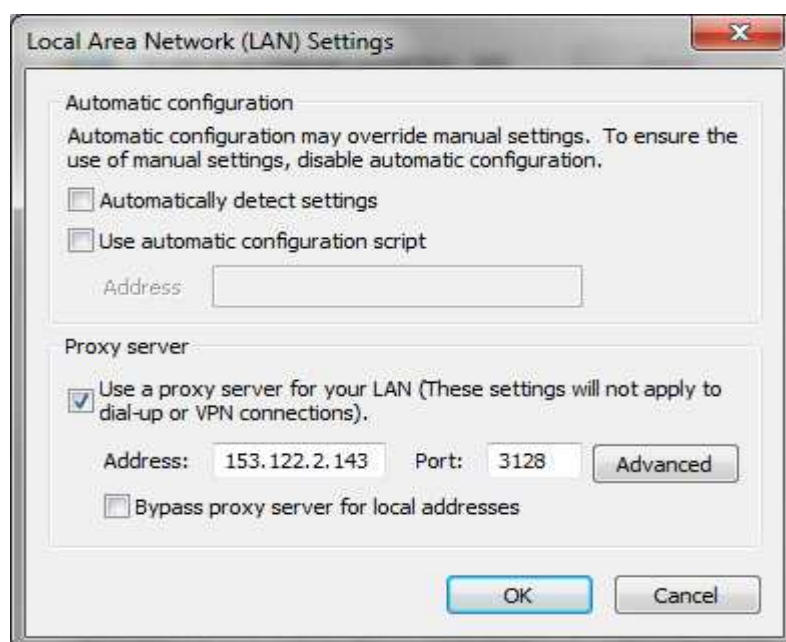 Local Area Network (LAN) Settings
Automatic configuration
Automatic configuration may override manual settings. To ensure the
use of manual settings, disable automatic configuration.
Automatically detect settings
Use automatic configuration script
Address
Proxy server
Use a proxy server for your LAN (These settings will not apply to
dial-up or VPN connections).
Address: 153.122.2.143 Port: 3128 Advanced
Bypass proxy server for local addresses
OK Cancel